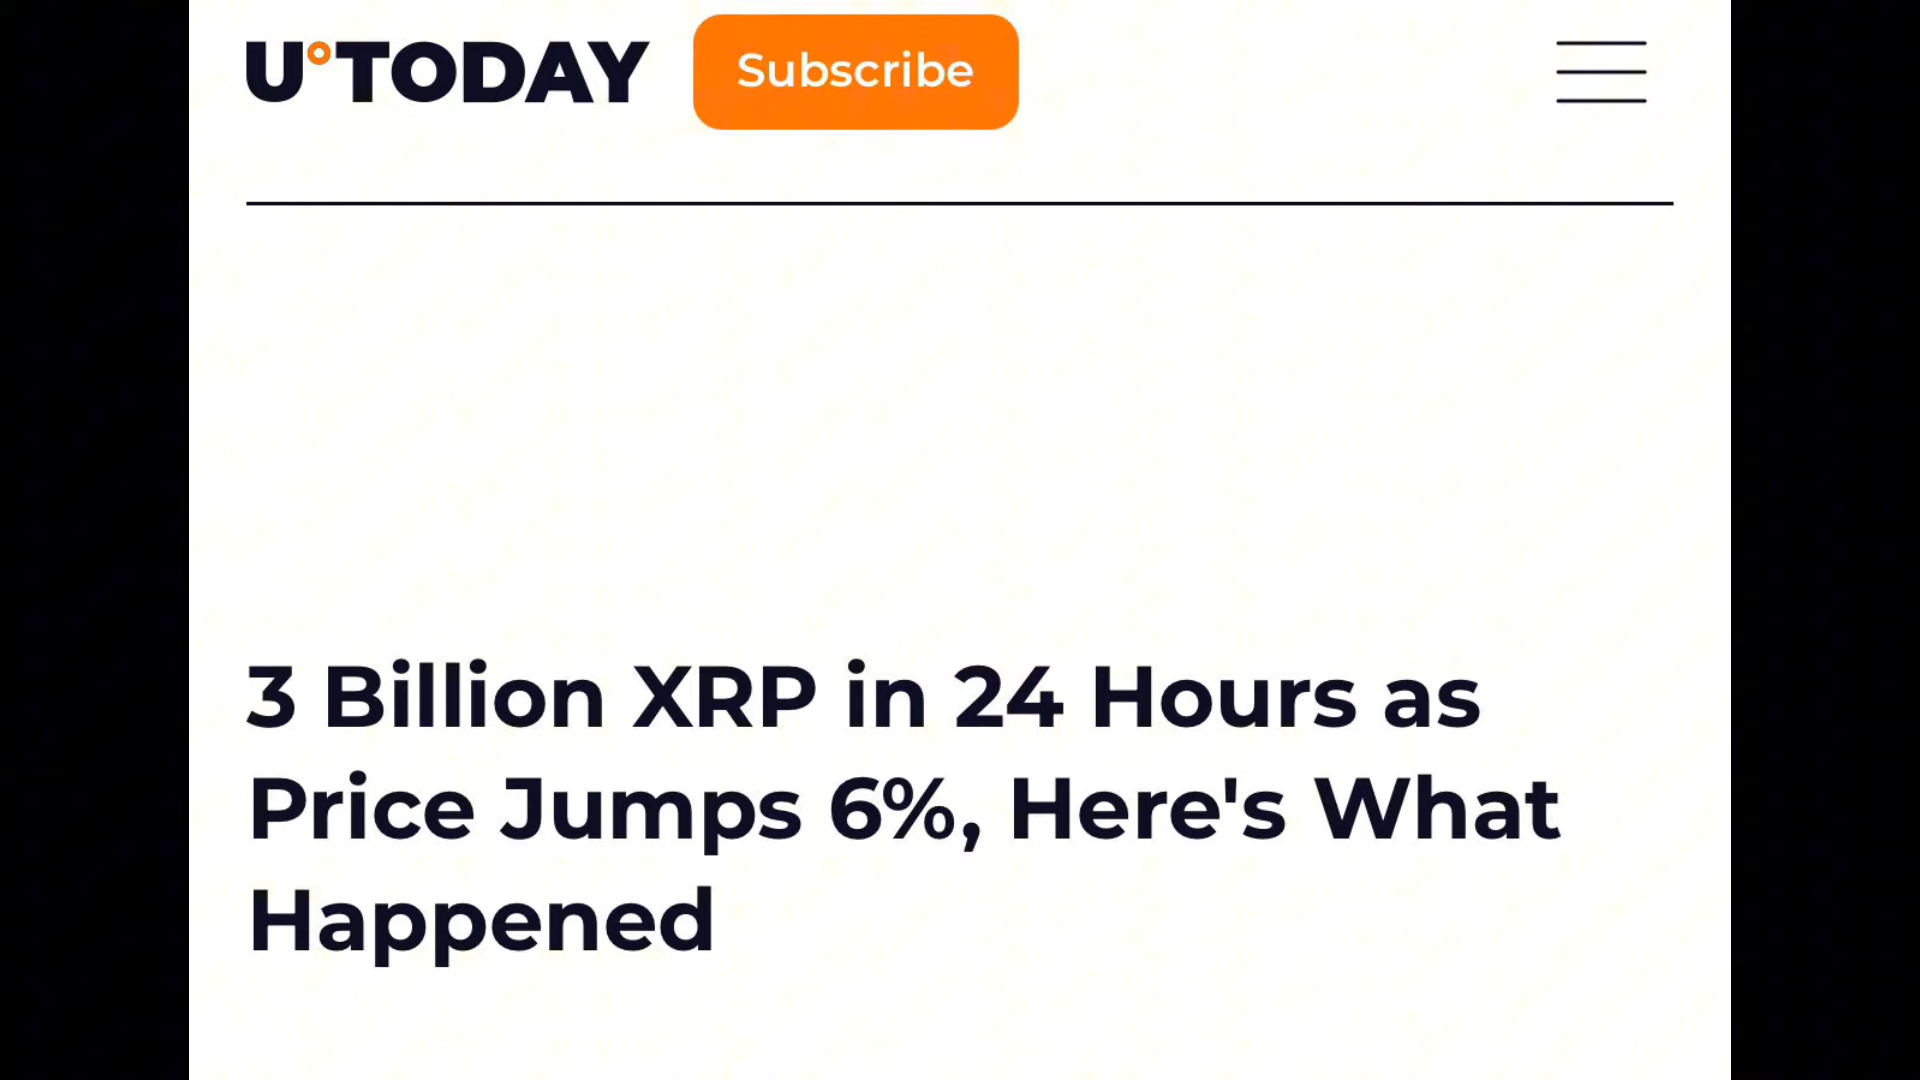 U°TODAY Subscribe
3 Billion XRP in 24 Hours as
Price Jumps 6%, Here's What
Happened